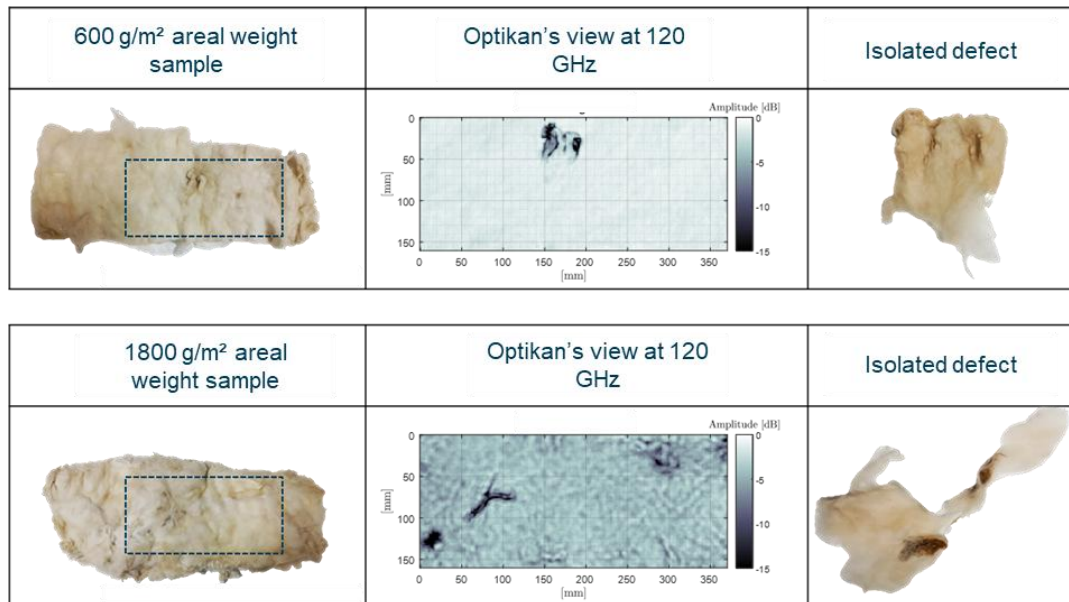 600 g/m² areal weight
sample
Optikan's view at 120
GHz
Isolated defect
Amplitude [dB]
0
50
100
150
[mm]
0
50
100
150
200
250
300
350
[mm]
0
-5
-10
-15
1800 g/m² areal
weight sample
Optikan's view at 120
GHz
Isolated defect
Amplitude [dB]
0
50
100
150
[mm]
0
50
100
150
200
250
300
350
[mm]
0
-5
-10
-15